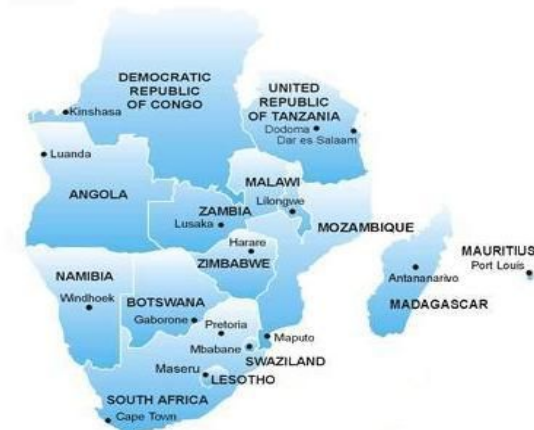 DEMOCRATIC
REPUBLIC
OF CONGO
Kinshasa
UNITED
REPUBLIC
OF TANZANIA
Dodoma
Dar es Salaam
Luanda
ANGOLA
MALAWI
Lilongwe
ZAMBIA
Lusaka
MOZAMBIQUE
Harare
ZIMBABWE
MAURITIUS
Port Louis
Antananarivo
MADAGASCAR
NAMIBIA
Windhoek
BOTSWANA
Gaborone
Pretoria
Maputo
Mbabane
SWAZILAND
Maseru
LESOTHO
SOUTH AFRICA
Cape Town